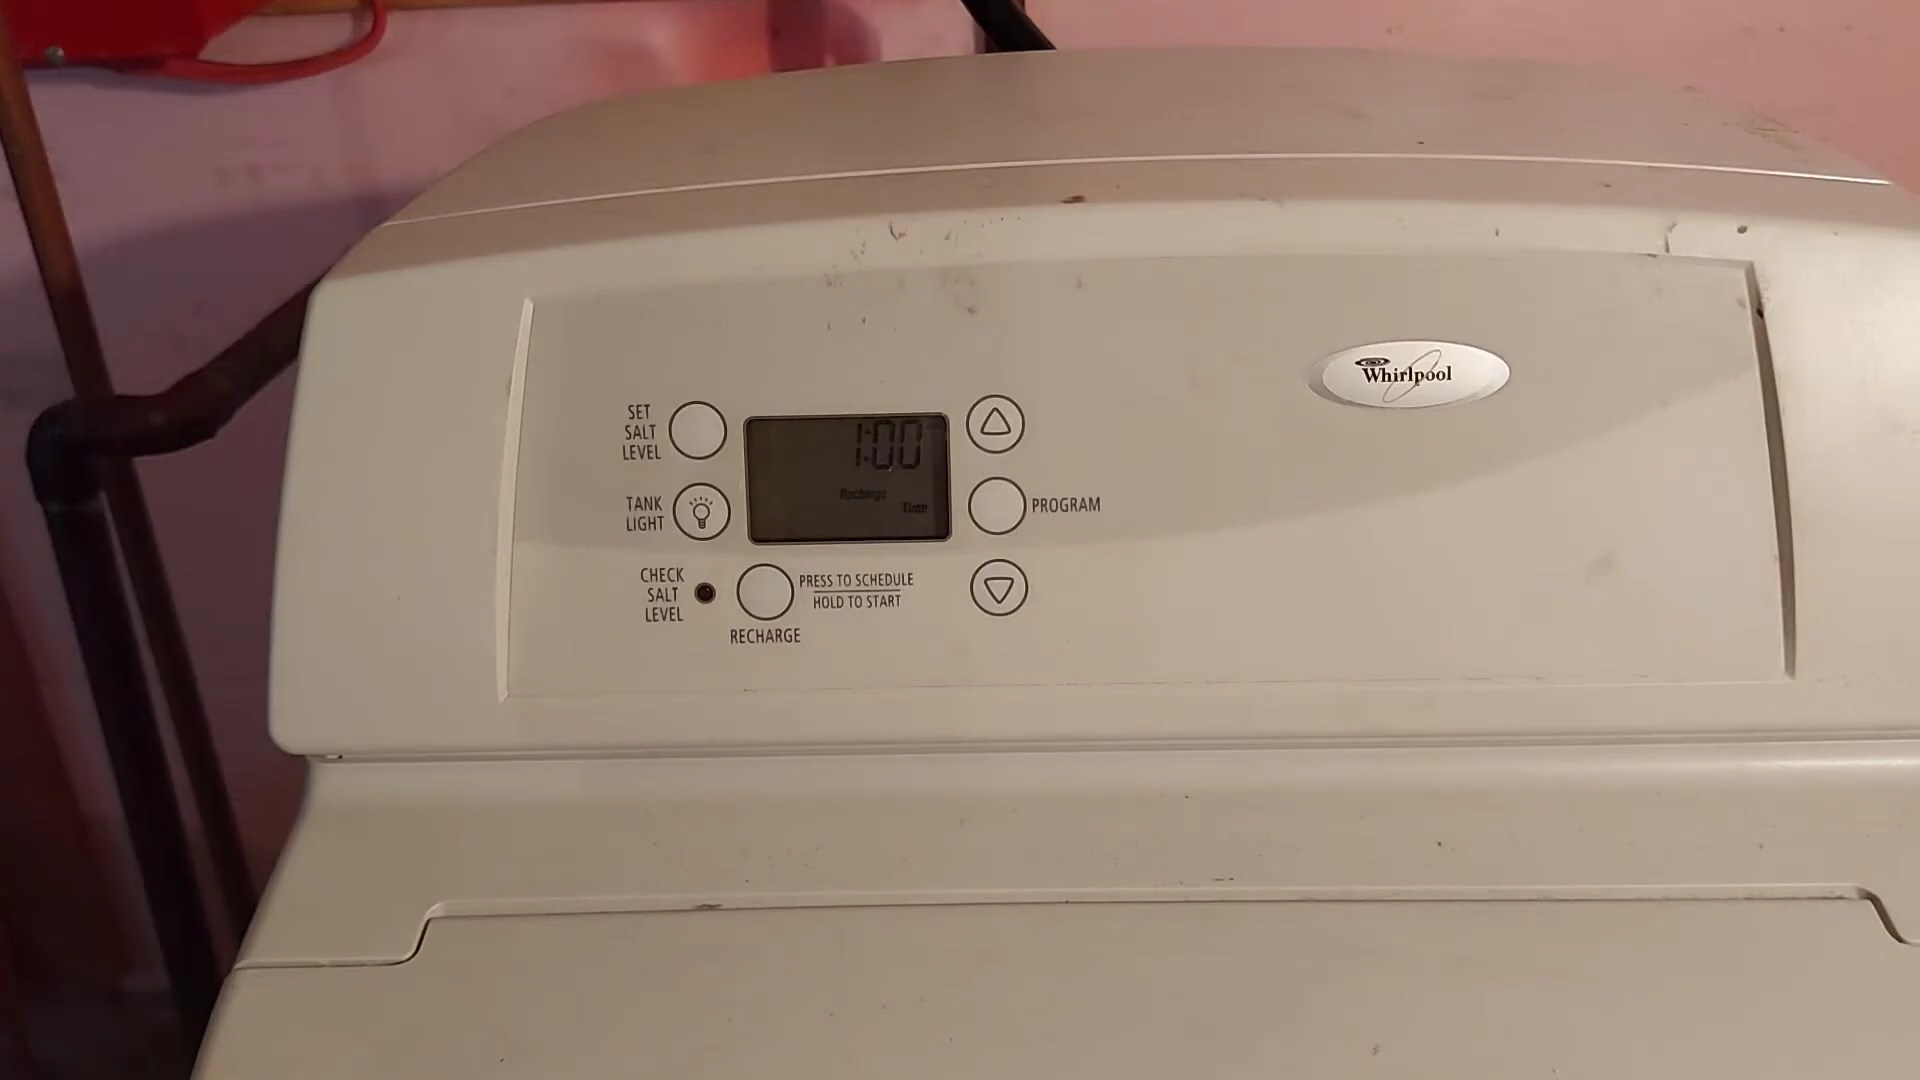 Whirlpool
SET
SALT
LEVEL
1:00
Recharge
Time
TANK
LIGHT
PROGRAM
CHECK
SALT
LEVEL
PRESS TO SCHEDULE
HOLD TO START
RECHARGE